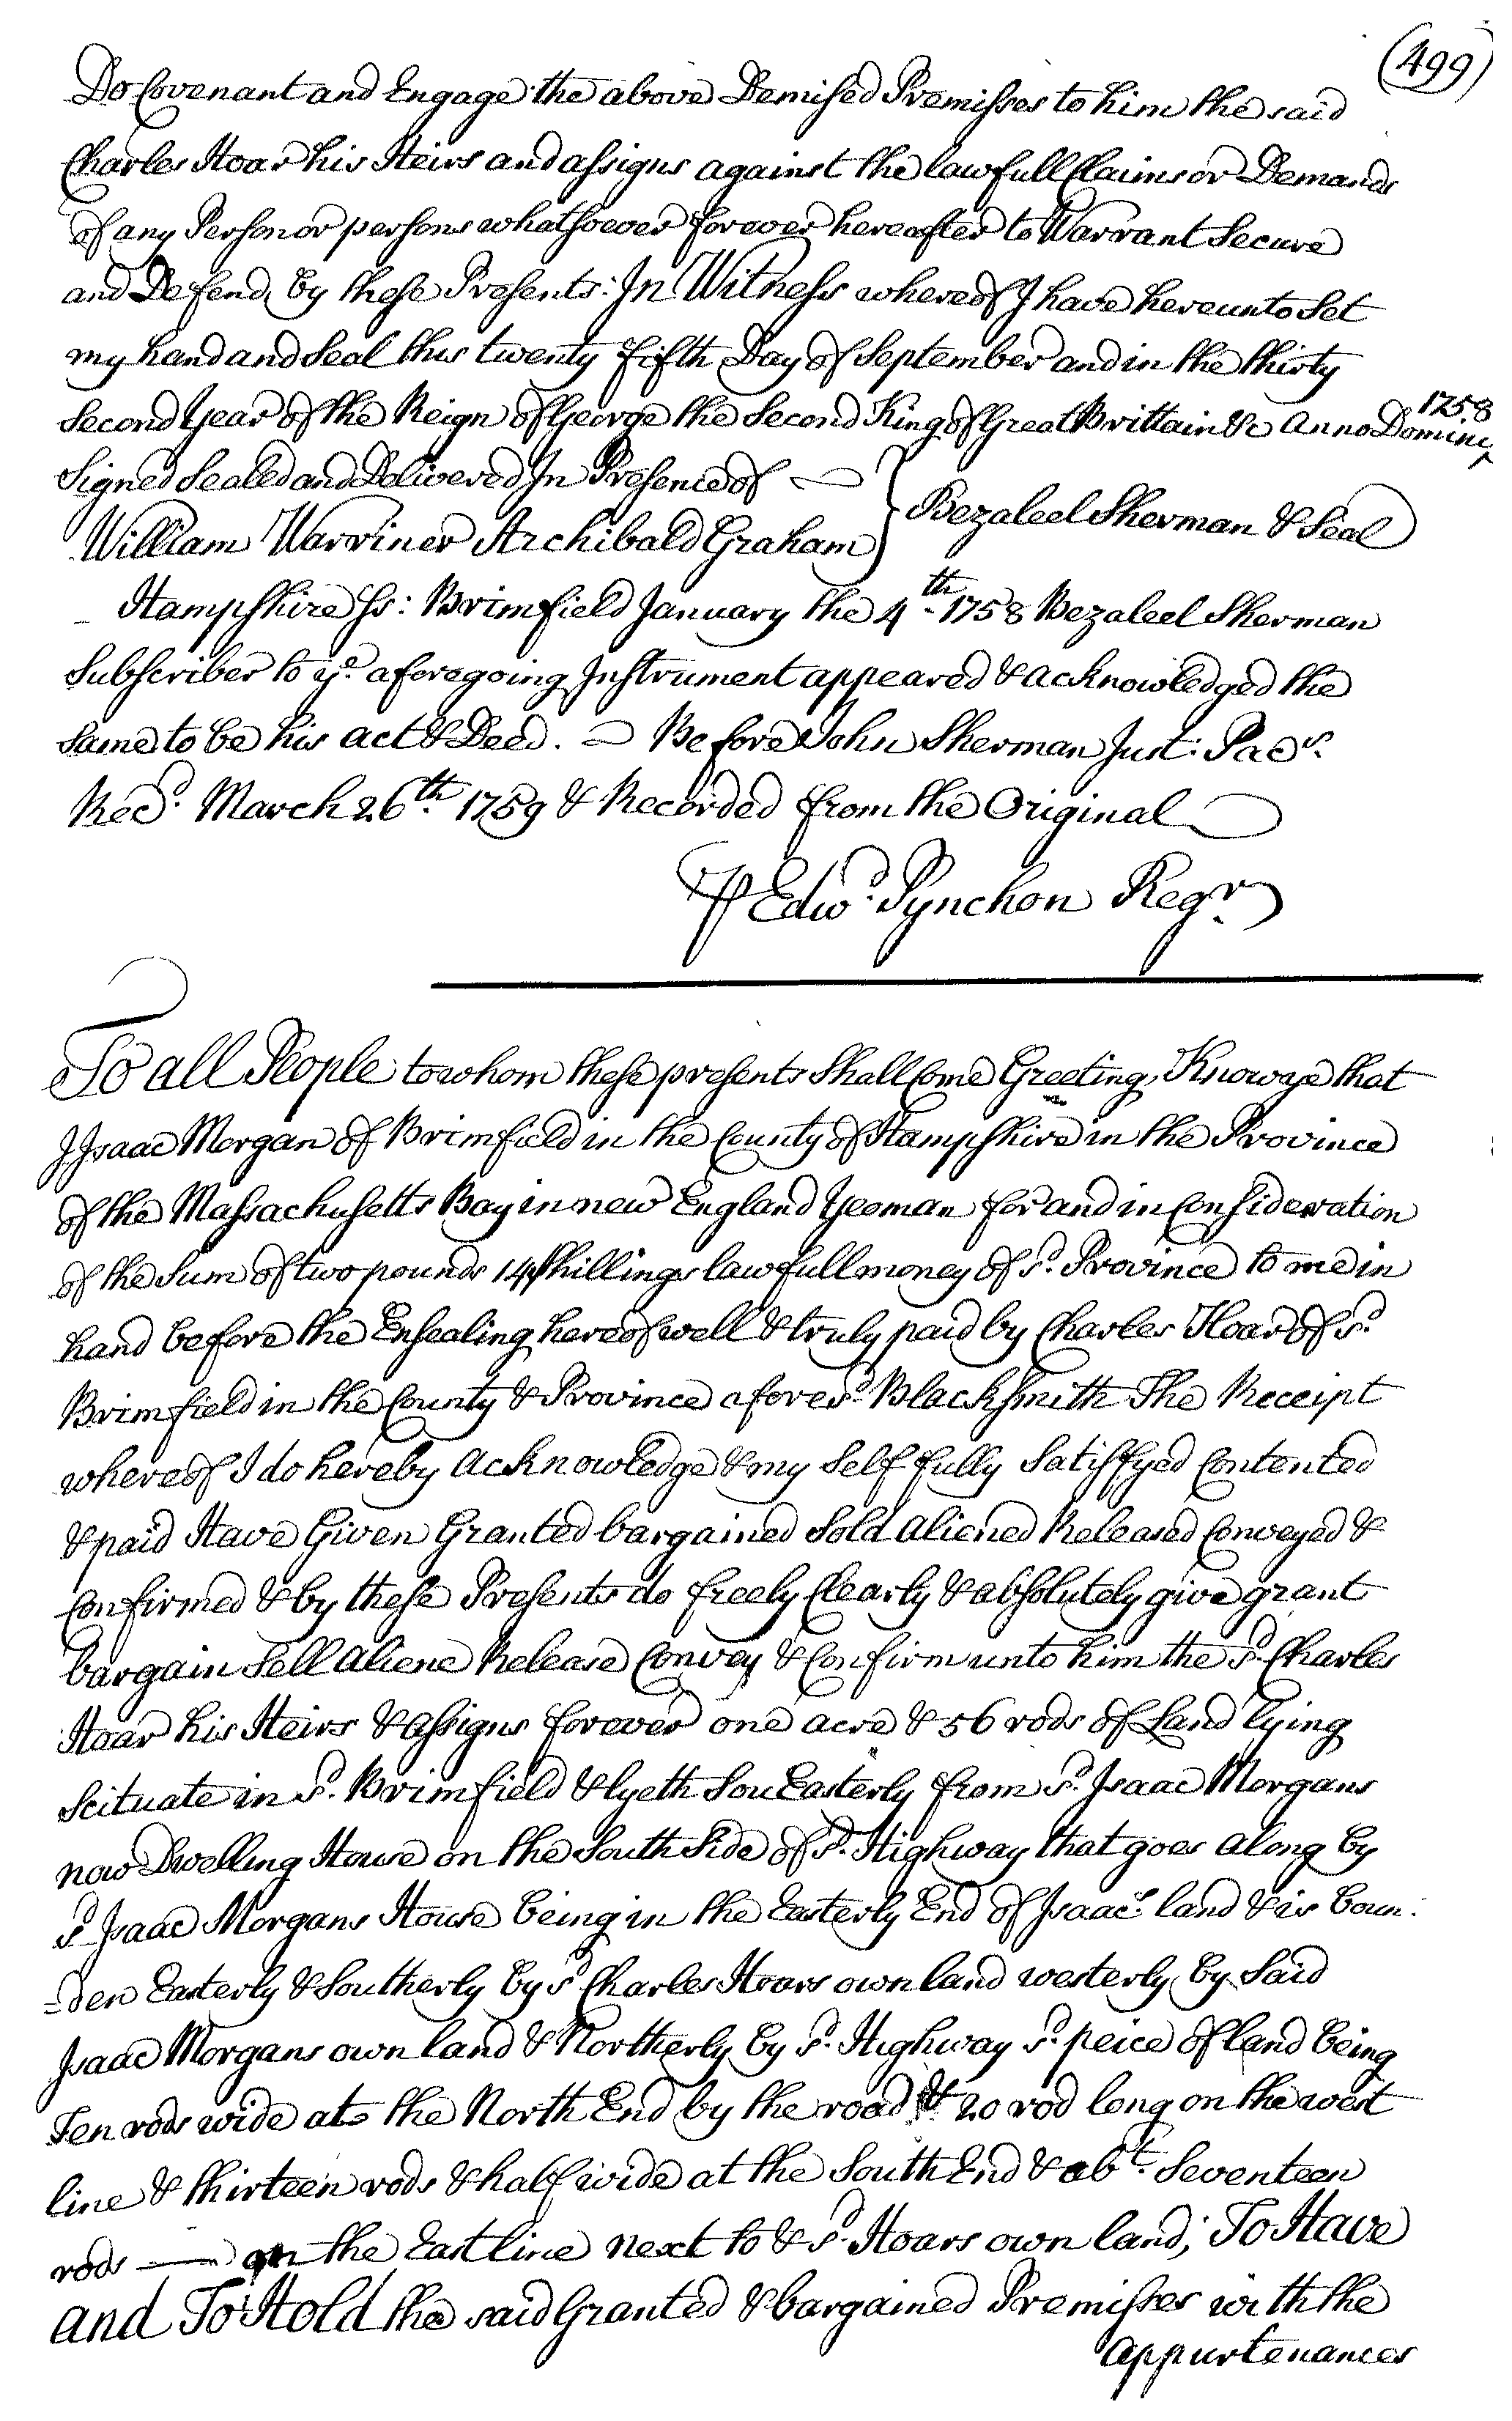 (499)
Do Covenant and Engage the above Demised Premisses to him the said
Charles Hoar his Heirs and assigns against the lawfull Claims or Demands
of any Person or persons whatsoever forever hereafter to Warrant Secure
and Defend by these Presents: In Witness whereof I have hereunto Set
my hand and Seal this twenty fifth Day of September and in the thirty
Second Year of the Reign of George the Second King of Great Brittain &c Anno Domini 1758
Signed Sealed and Delivered In Presence of
William Warriner Archibald Graham } Bezaleel Sherman & Seal
Hampshire Ss: Brimfield January the 4th 1758 Bezaleel Sherman
Subscriber to ye aforegoing Instrument appeared & acknowledged the
Same to be his act & Deed. — Before John Sherman Just: Pacs.
Recd. March 26th. 1759 & Recorded from the Original
Edwd. Pynchon Regr.
To all People to whom these presents Shall Come Greeting, Know ye that
I Isaac Morgan of Brimfield in the County of Hampshire in the Province
of the Massachusetts Bay in new England Yeoman for and in Consideration
of the Sum of two pounds 14 Shillings lawfull money of sd. Province to me in
hand before the Ensealing hereof well & truly paid by Charles Hoar of sd.
Brimfield in the County & Province aforesd. Blacksmith The Receipt
whereof I do hereby acknowledge & my Self fully Satisfyed Contented
& paid Have Given Granted bargained Sold aliened Released Conveyed &
Confirmed & by these Presents do freely Clearly & absolutely give grant
bargain Sell aliene Release Convey & Confirm unto him the sd. Charles
Hoar his Heirs & assigns forever one acre & 56 rods of Land lying
Scituate in sd. Brimfield & lyeth Sou Easterly from sd. Isaac Morgans
now Dwelling House on the South Side of sd. Highway that goes along by
sd. Isaac Morgans House being in the Easterly End of Isaacs land & is boun:
=den Easterly & Southerly by sd Charles Hoars own land westerly by Said
Isaac Morgans own land & Northerly by sd. Highway sd. peice of land being
Ten rods wide at the North End by the road & 20 rod long on the west
line & thirteen rods & half wide at the South End & abt. Seventeen
rods — on the East line next to & sd. Hoars own land; To Have
and To Hold the said Granted & bargained Premisses with the
appurtenances